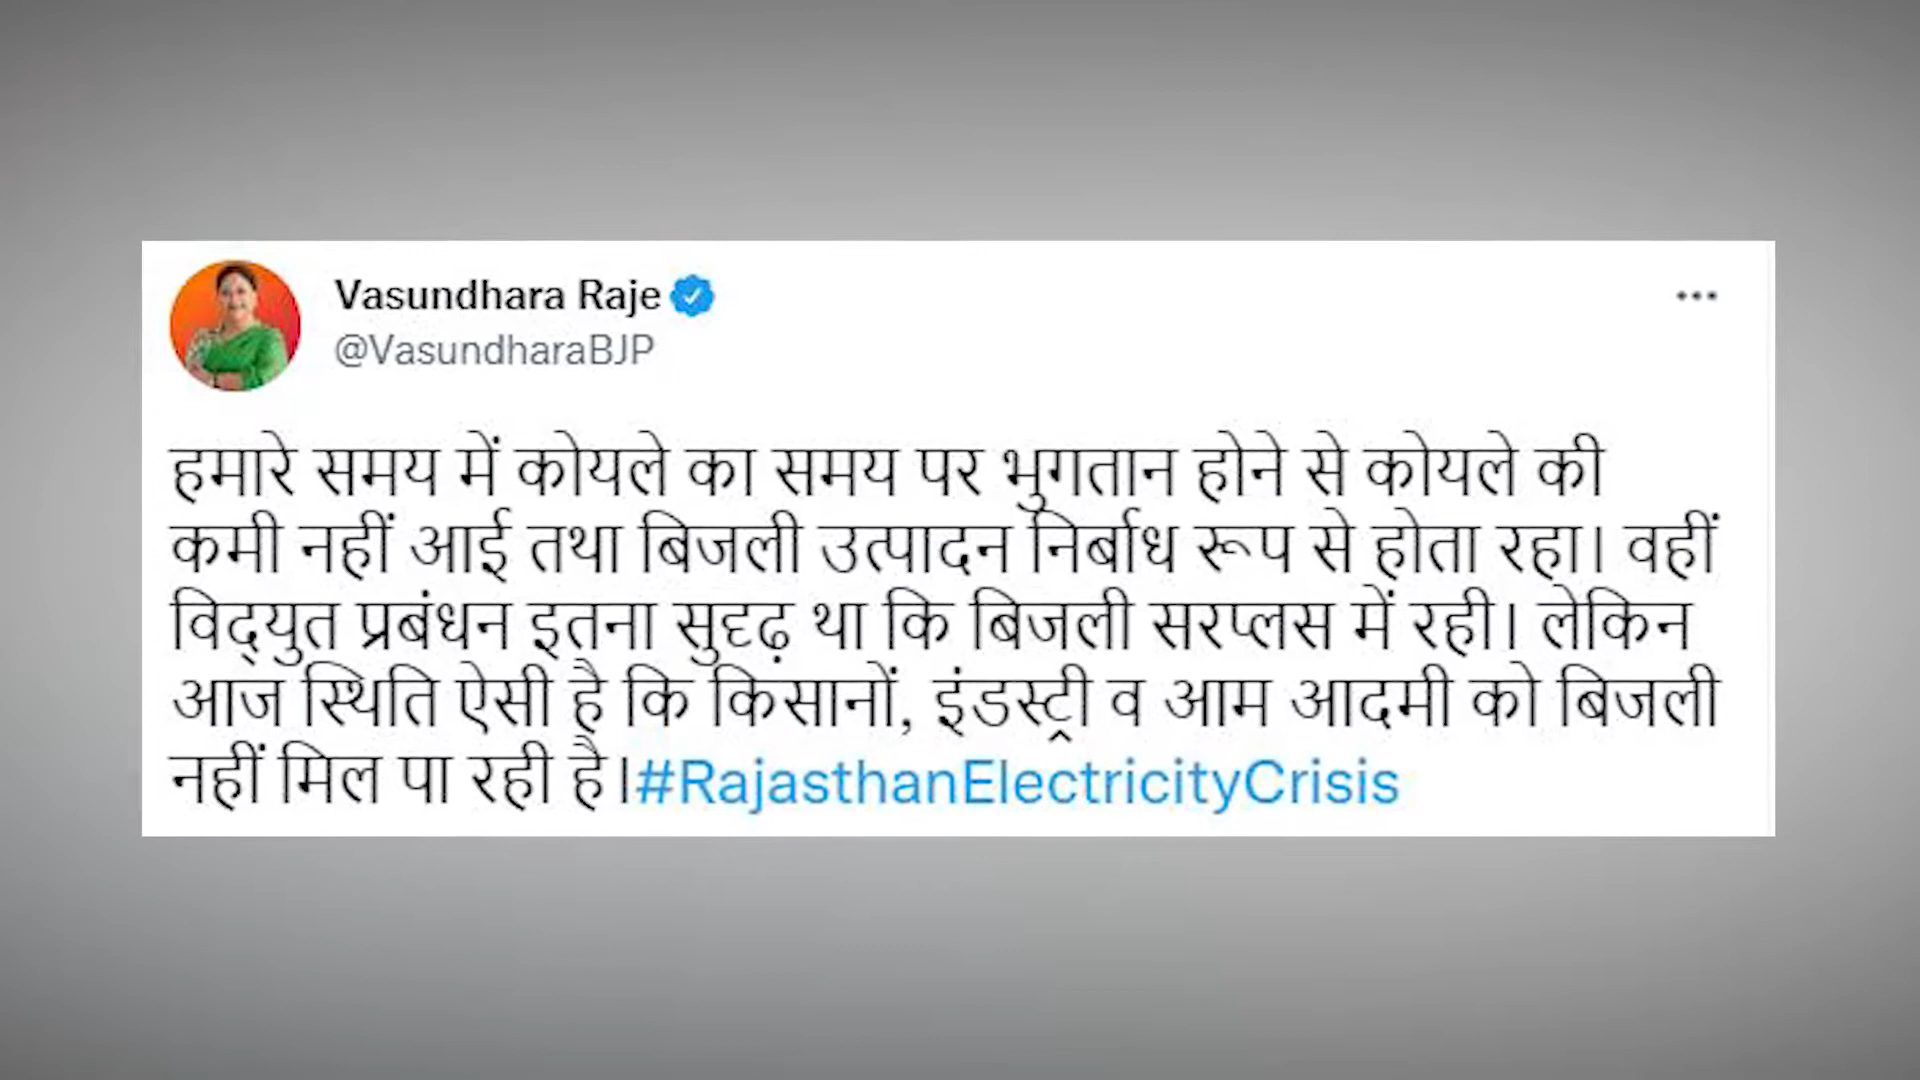 Vasundhara Raje
@VasundharaBJP
हमारे समय में कोयले का समय पर भुगतान होने से कोयले की
कमी नहीं आई तथा बिजली उत्पादन निर्बाध रूप से होता रहा। वहीं
विद्युत प्रबंधन इतना सुदृढ़ था कि बिजली सरप्लस में रही। लेकिन
आज स्थिति ऐसी है कि किसानों, इंडस्ट्री व आम आदमी को बिजली
नहीं मिल पा रही है।#RajasthanElectricityCrisis